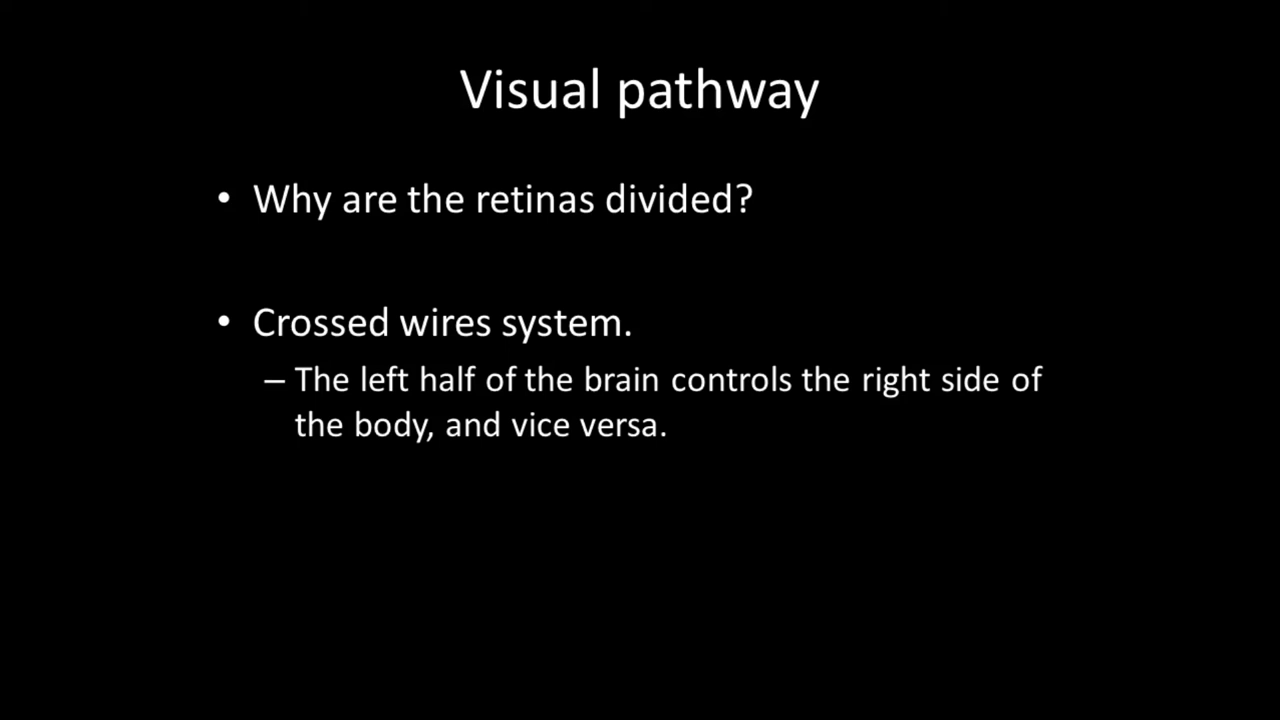 Visual pathway
• Why are the retinas divided?
• Crossed wires system.
– The left half of the brain controls the right side of
the body, and vice versa.